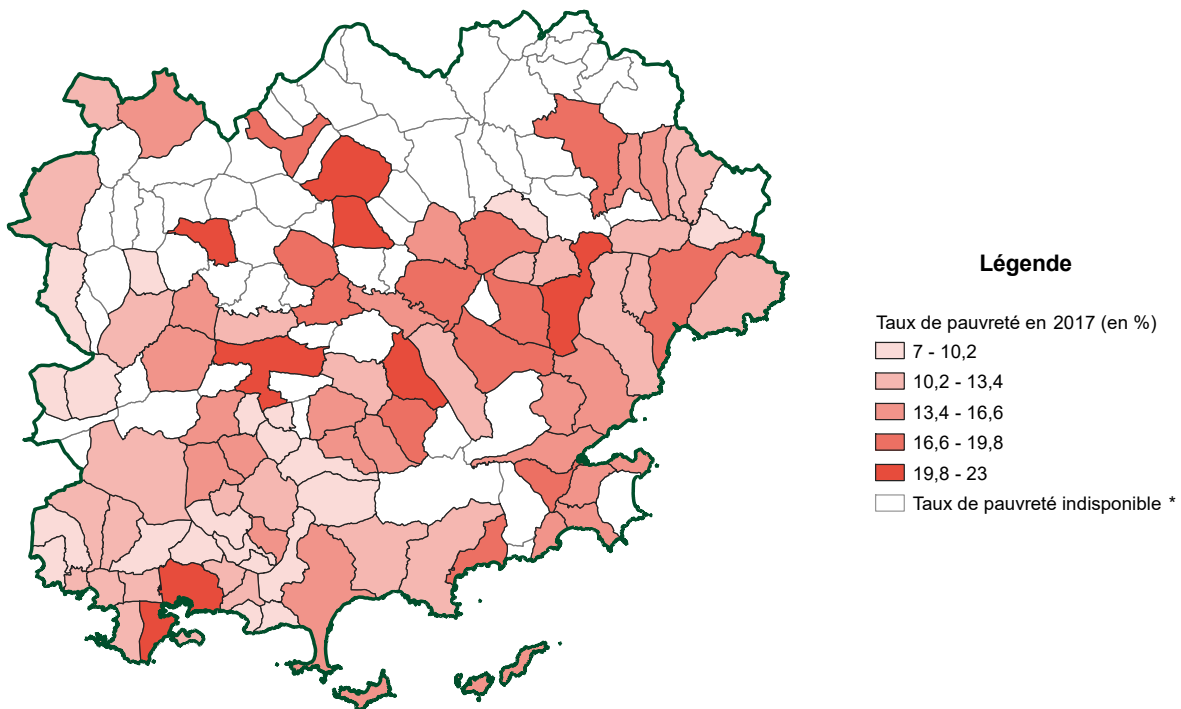 Légende
Taux de pauvreté en 2017 (en %)
7 - 10,2
10,2 - 13,4
13,4 - 16,6
16,6 - 19,8
19,8 - 23
Taux de pauvreté indisponible *